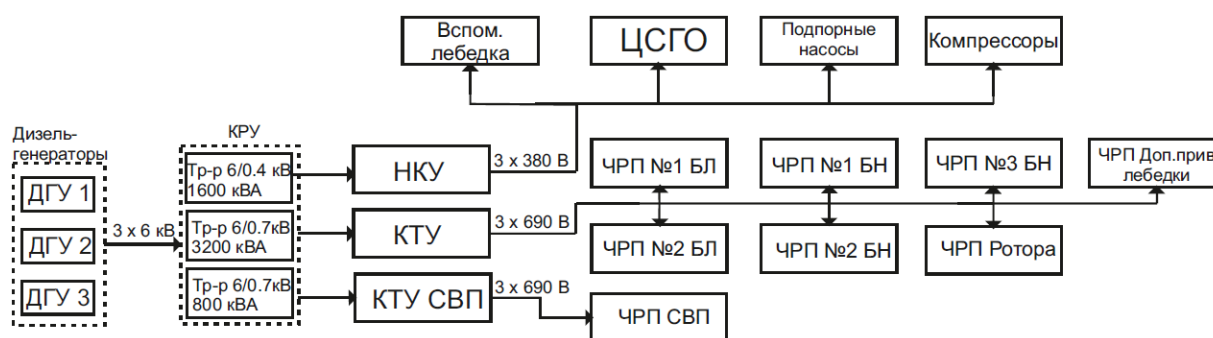 Вспом.
лебедка
ЦСГО
Подпорные
насосы
Компрессоры
Дизель-
генераторы
ДГУ 1
ДГУ 2
ДГУ 3
3 x 6 кВ
КРУ
Тр-р 6/0.4 кВ
1600 кВА
Тр-р 6/0.7кВ
3200 кВА
Тр-р 6/0.7кВ
800 кВА
НКУ
3 x 380 В
КТУ
3 x 690 В
КТУ СВП
3 x 690 В
ЧРП №1 БЛ
ЧРП №1 БН
ЧРП №3 БН
ЧРП Доп.прив
лебедки
ЧРП №2 БЛ
ЧРП №2 БН
ЧРП Ротора
ЧРП СВП